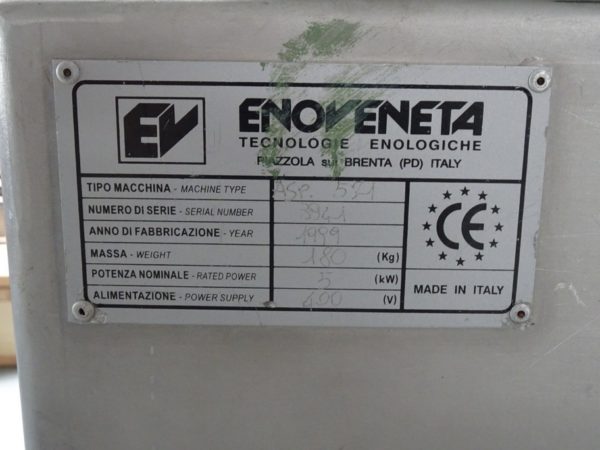 EV ENOVENETA
TECNOLOGIE ENOLOGICHE
PIAZZOLA sul BRENTA (PD) ITALY
TIPO MACCHINA - MACHINE TYPE ASP. 531
NUMERO DI SERIE - SERIAL NUMBER 3941
ANNO DI FABBRICAZIONE - YEAR 1999
MASSA - WEIGHT 180 (Kg)
POTENZA NOMINALE - RATED POWER 5 (kW)
ALIMENTAZIONE - POWER SUPPLY 400 (V)
CE
MADE IN ITALY